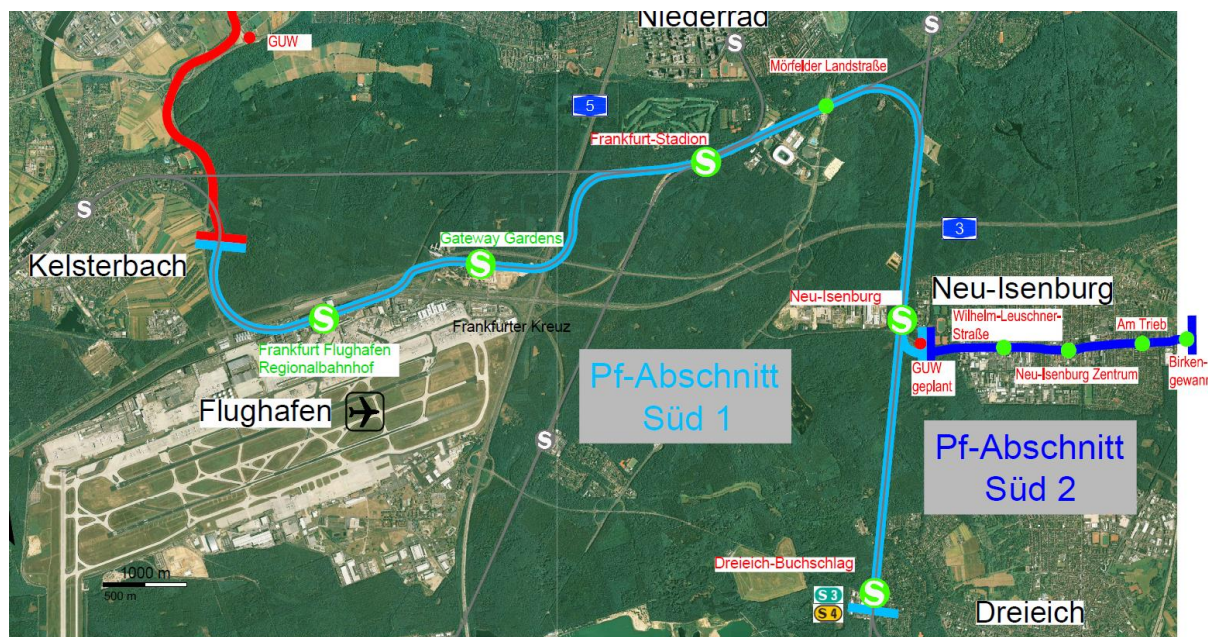 Niederrad
S
S
GUW
Mörfelder Landstraße
5
Frankfurt-Stadion
S
S
3
Gateway Gardens
S
Kelsterbach
Neu-Isenburg
Neu-Isenburg
S
Wilhelm-Leuschner-
Straße
Am Trieb
S
Frankfurter Kreuz
Frankfurt Flughafen
Regionalbahnhof
GUW
geplant
Neu-Isenburg Zentrum
Birken-
gewann
Pf-Abschnitt
Süd 1
Flughafen
S
Pf-Abschnitt
Süd 2
Dreieich-Buchschlag
1000 m
500 m
S 3
S 4
S
Dreieich